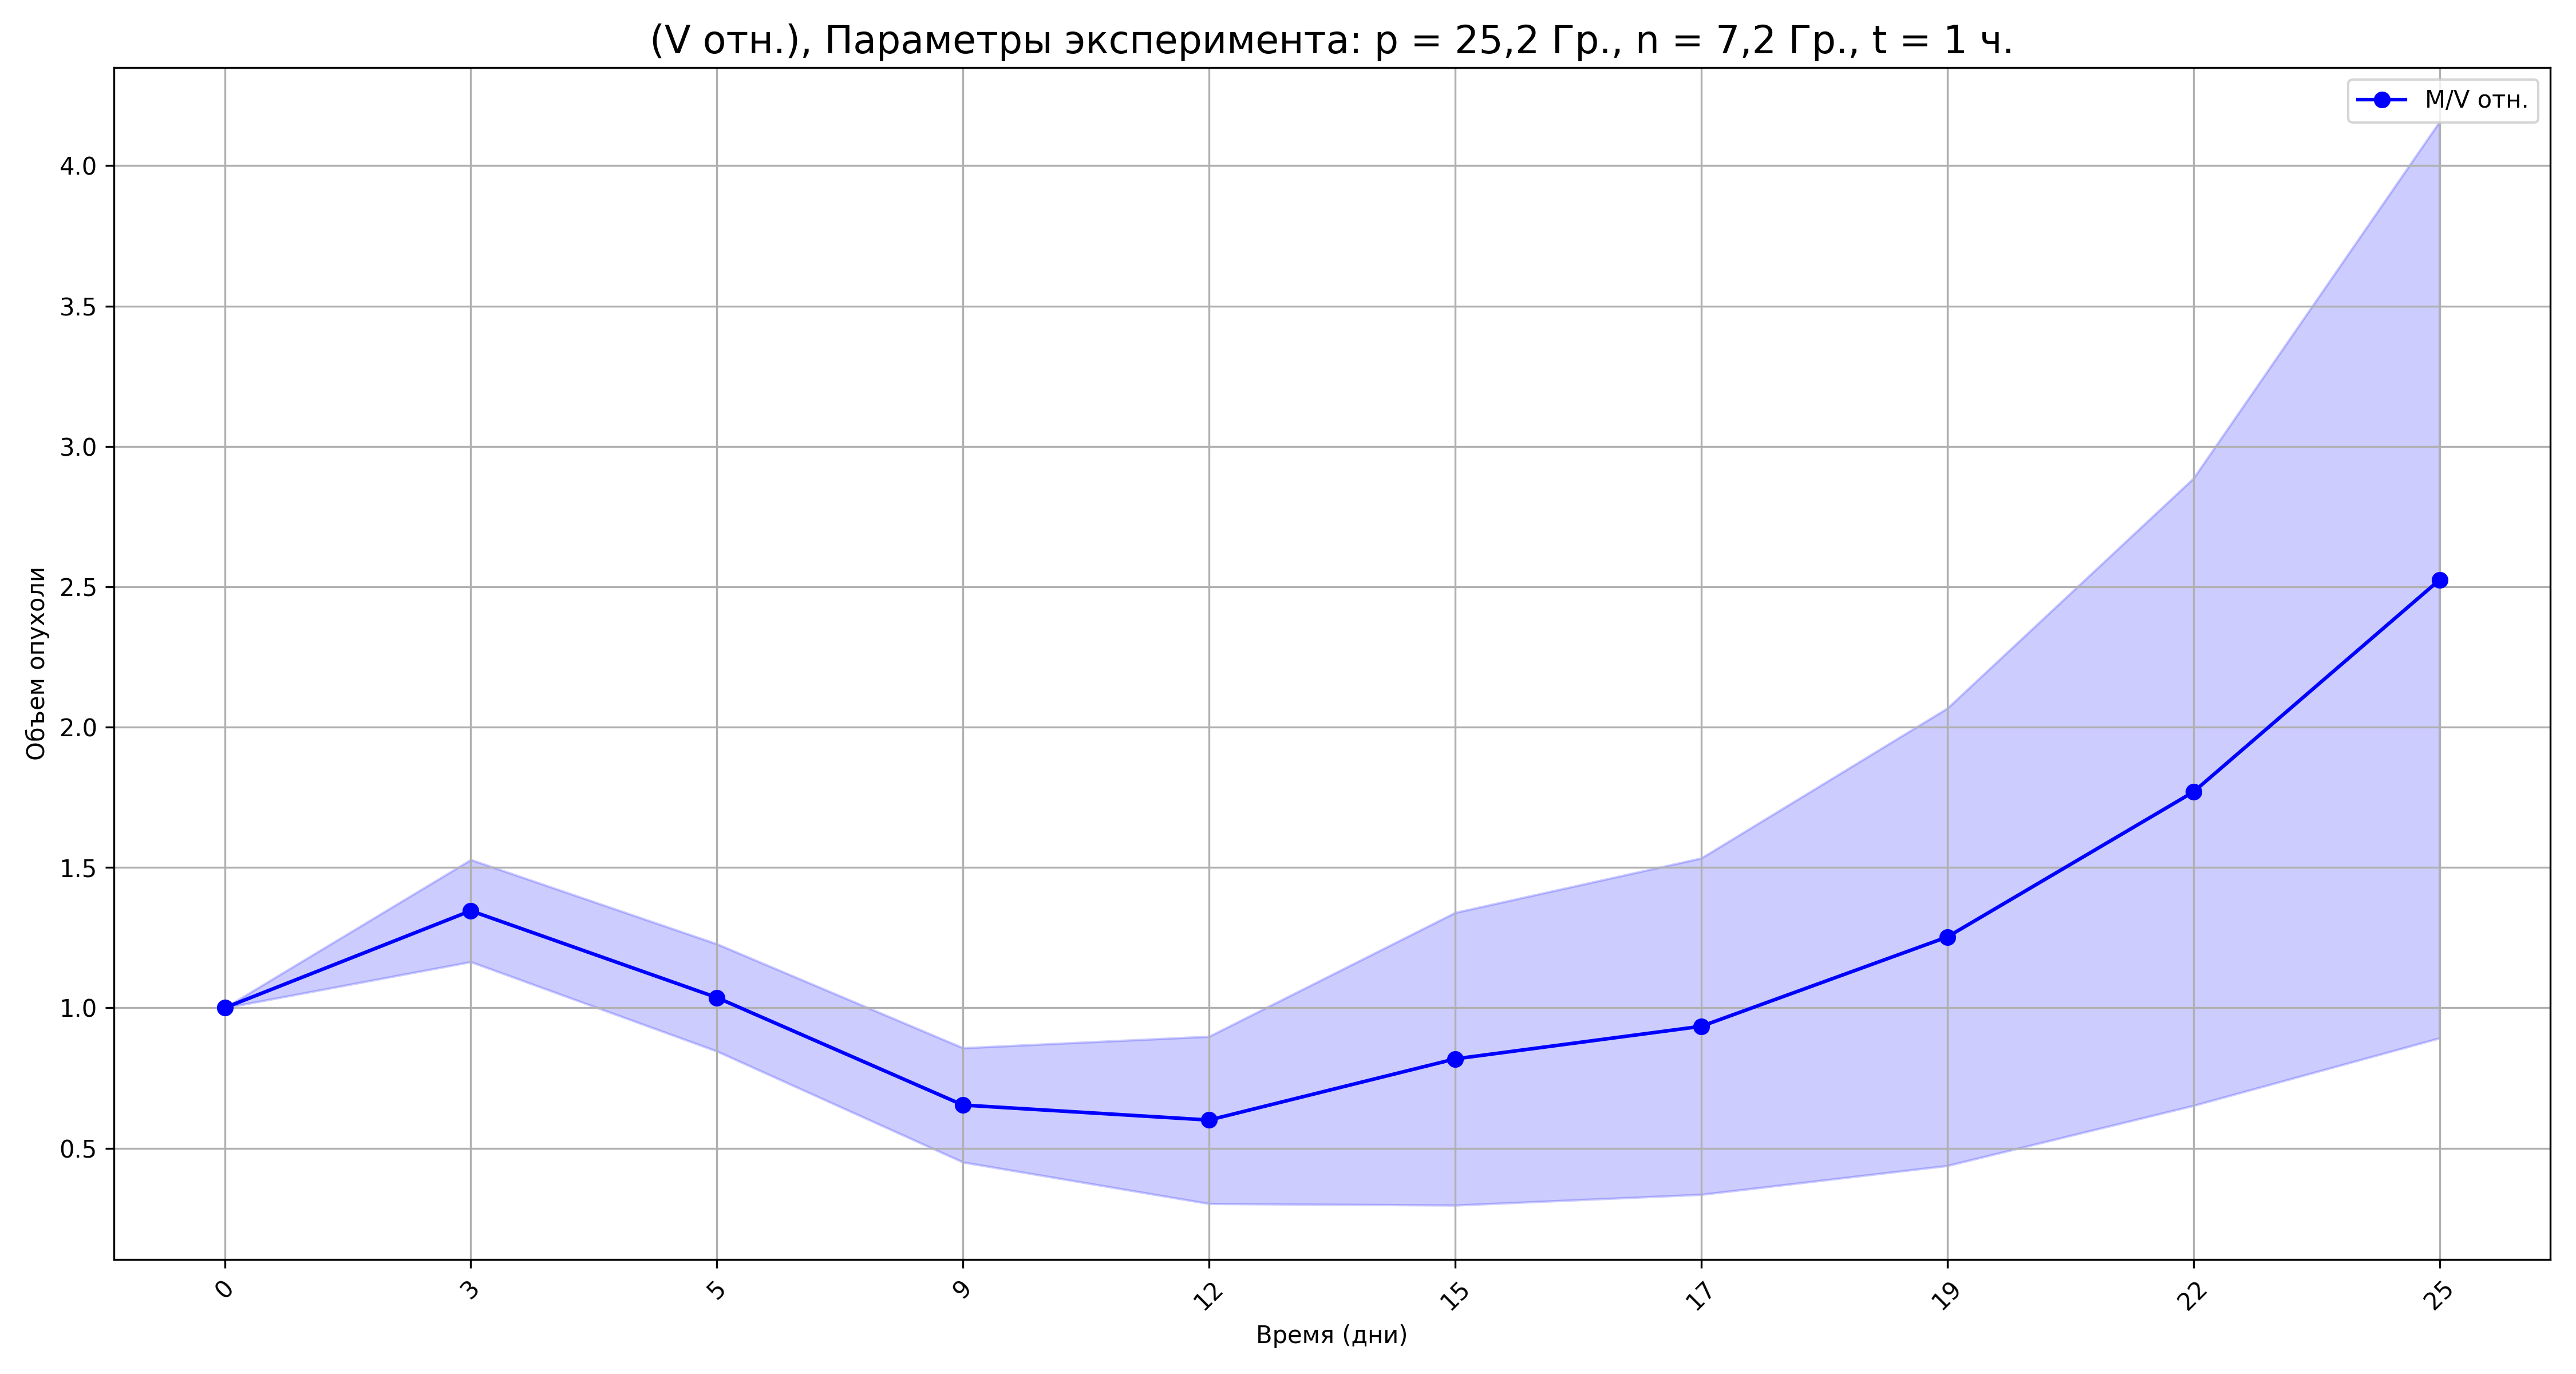 (V отн.), Параметры эксперимента: p = 25,2 Гр., n = 7,2 Гр., t = 1 ч.
M/V отн.
Объем опухоли
4.0
3.5
3.0
2.5
2.0
1.5
1.0
0.5
0 3 5 9 12 15 17 19 22 25
Время (дни)